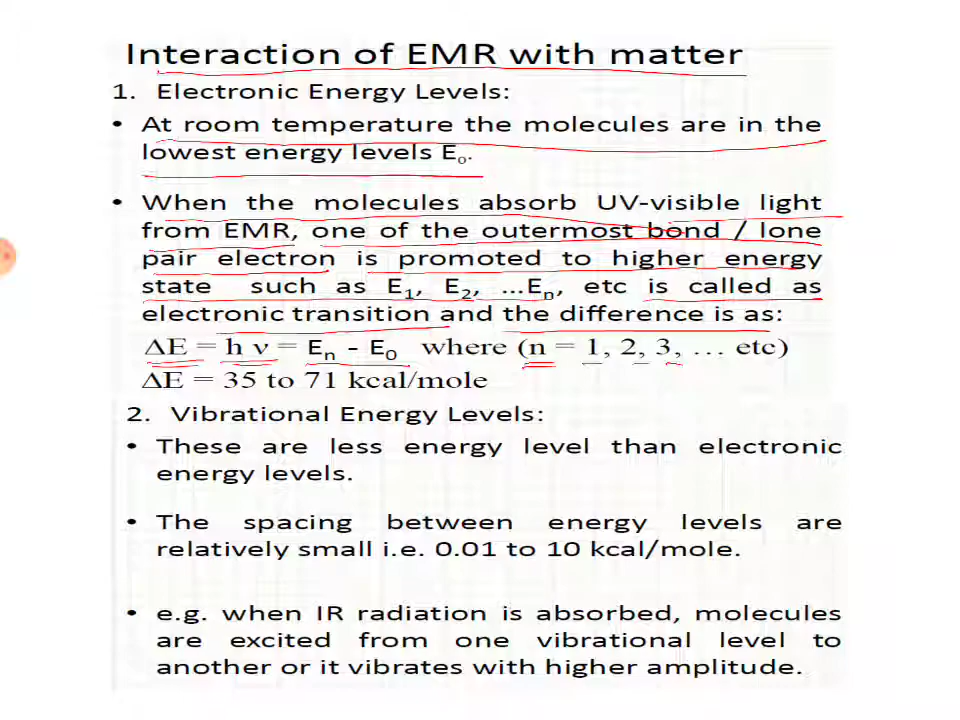 Interaction of EMR with matter
1. Electronic Energy Levels:
• At room temperature the molecules are in the
lowest energy levels E₀.
• When the molecules absorb UV-visible light
from EMR, one of the outermost bond / lone
pair electron is promoted to higher energy
state such as E₁, E₂, ...Eₙ, etc is called as
electronic transition and the difference is as:
ΔE = h ν = Eₙ - E₀ where (n = 1, 2, 3, … etc)
ΔE = 35 to 71 kcal/mole
2. Vibrational Energy Levels:
• These are less energy level than electronic
energy levels.
• The spacing between energy levels are
relatively small i.e. 0.01 to 10 kcal/mole.
• e.g. when IR radiation is absorbed, molecules
are excited from one vibrational level to
another or it vibrates with higher amplitude.